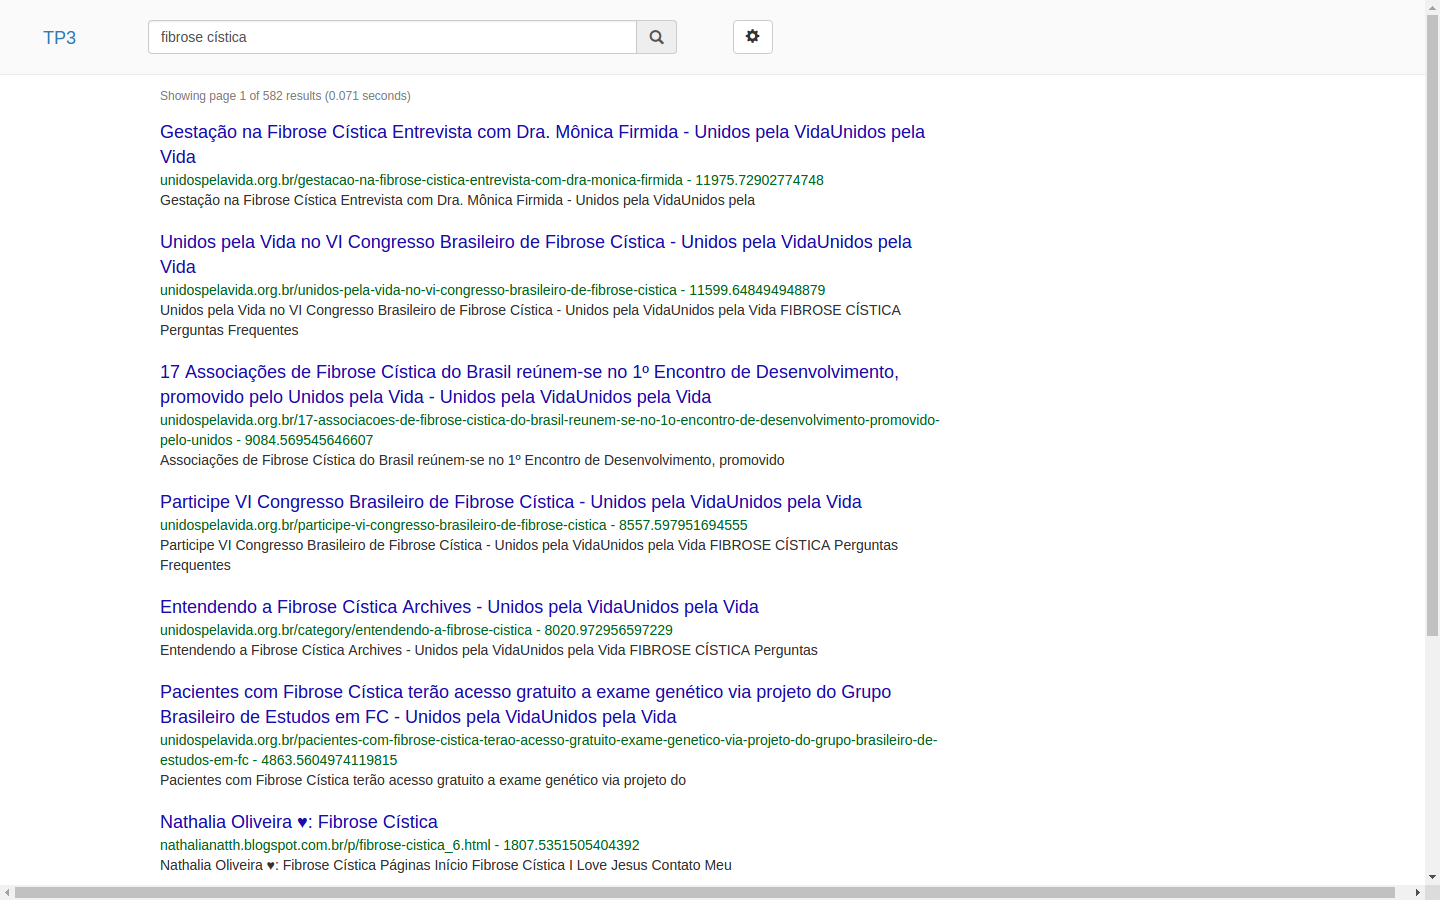 TP3
fibrose cística
Showing page 1 of 582 results (0.071 seconds)
Gestação na Fibrose Cística Entrevista com Dra. Mônica Firmida - Unidos pela VidaUnidos pela
Vida
unidospelavida.org.br/gestacao-na-fibrose-cistica-entrevista-com-dra-monica-firmida - 11975.72902774748
Gestação na Fibrose Cística Entrevista com Dra. Mônica Firmida - Unidos pela VidaUnidos pela
Unidos pela Vida no VI Congresso Brasileiro de Fibrose Cística - Unidos pela VidaUnidos pela
Vida
unidospelavida.org.br/unidos-pela-vida-no-vi-congresso-brasileiro-de-fibrose-cistica - 11599.648494948879
Unidos pela Vida no VI Congresso Brasileiro de Fibrose Cística - Unidos pela VidaUnidos pela Vida FIBROSE CÍSTICA
Perguntas Frequentes
17 Associações de Fibrose Cística do Brasil reúnem-se no 1º Encontro de Desenvolvimento,
promovido pelo Unidos pela Vida - Unidos pela VidaUnidos pela Vida
unidospelavida.org.br/17-associacoes-de-fibrose-cistica-do-brasil-reunem-se-no-1o-encontro-de-desenvolvimento-promovido-
pelo-unidos - 9084.569545646607
Associações de Fibrose Cística do Brasil reúnem-se no 1º Encontro de Desenvolvimento, promovido
Participe VI Congresso Brasileiro de Fibrose Cística - Unidos pela VidaUnidos pela Vida
unidospelavida.org.br/participe-vi-congresso-brasileiro-de-fibrose-cistica - 8557.597951694555
Participe VI Congresso Brasileiro de Fibrose Cística - Unidos pela VidaUnidos pela Vida FIBROSE CÍSTICA Perguntas
Frequentes
Entendendo a Fibrose Cística Archives - Unidos pela VidaUnidos pela Vida
unidospelavida.org.br/category/entendendo-a-fibrose-cistica - 8020.972956597229
Entendendo a Fibrose Cística Archives - Unidos pela VidaUnidos pela Vida FIBROSE CÍSTICA Perguntas
Pacientes com Fibrose Cística terão acesso gratuito a exame genético via projeto do Grupo
Brasileiro de Estudos em FC - Unidos pela VidaUnidos pela Vida
unidospelavida.org.br/pacientes-com-fibrose-cistica-terao-acesso-gratuito-exame-genetico-via-projeto-do-grupo-brasileiro-de-
estudos-em-fc - 4863.5604974119815
Pacientes com Fibrose Cística terão acesso gratuito a exame genético via projeto do
Nathalia Oliveira ♥: Fibrose Cística
nathalianatth.blogspot.com.br/p/fibrose-cistica_6.html - 1807.5351505404392
Nathalia Oliveira ♥: Fibrose Cística Páginas Início Fibrose Cística I Love Jesus Contato Meu